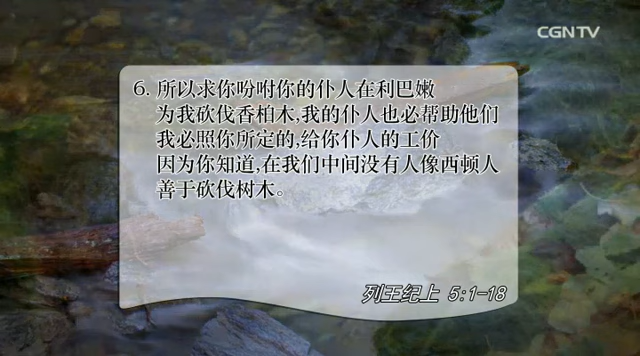 CGNTV
6. 所以求你吩咐你的仆人在利巴嫩
为我砍伐香柏木,我的仆人也必帮助他们
我必照你所定的,给你仆人的工价
因为你知道,在我们中间没有人像西顿人
善于砍伐树木。
列王纪上 5:1-18